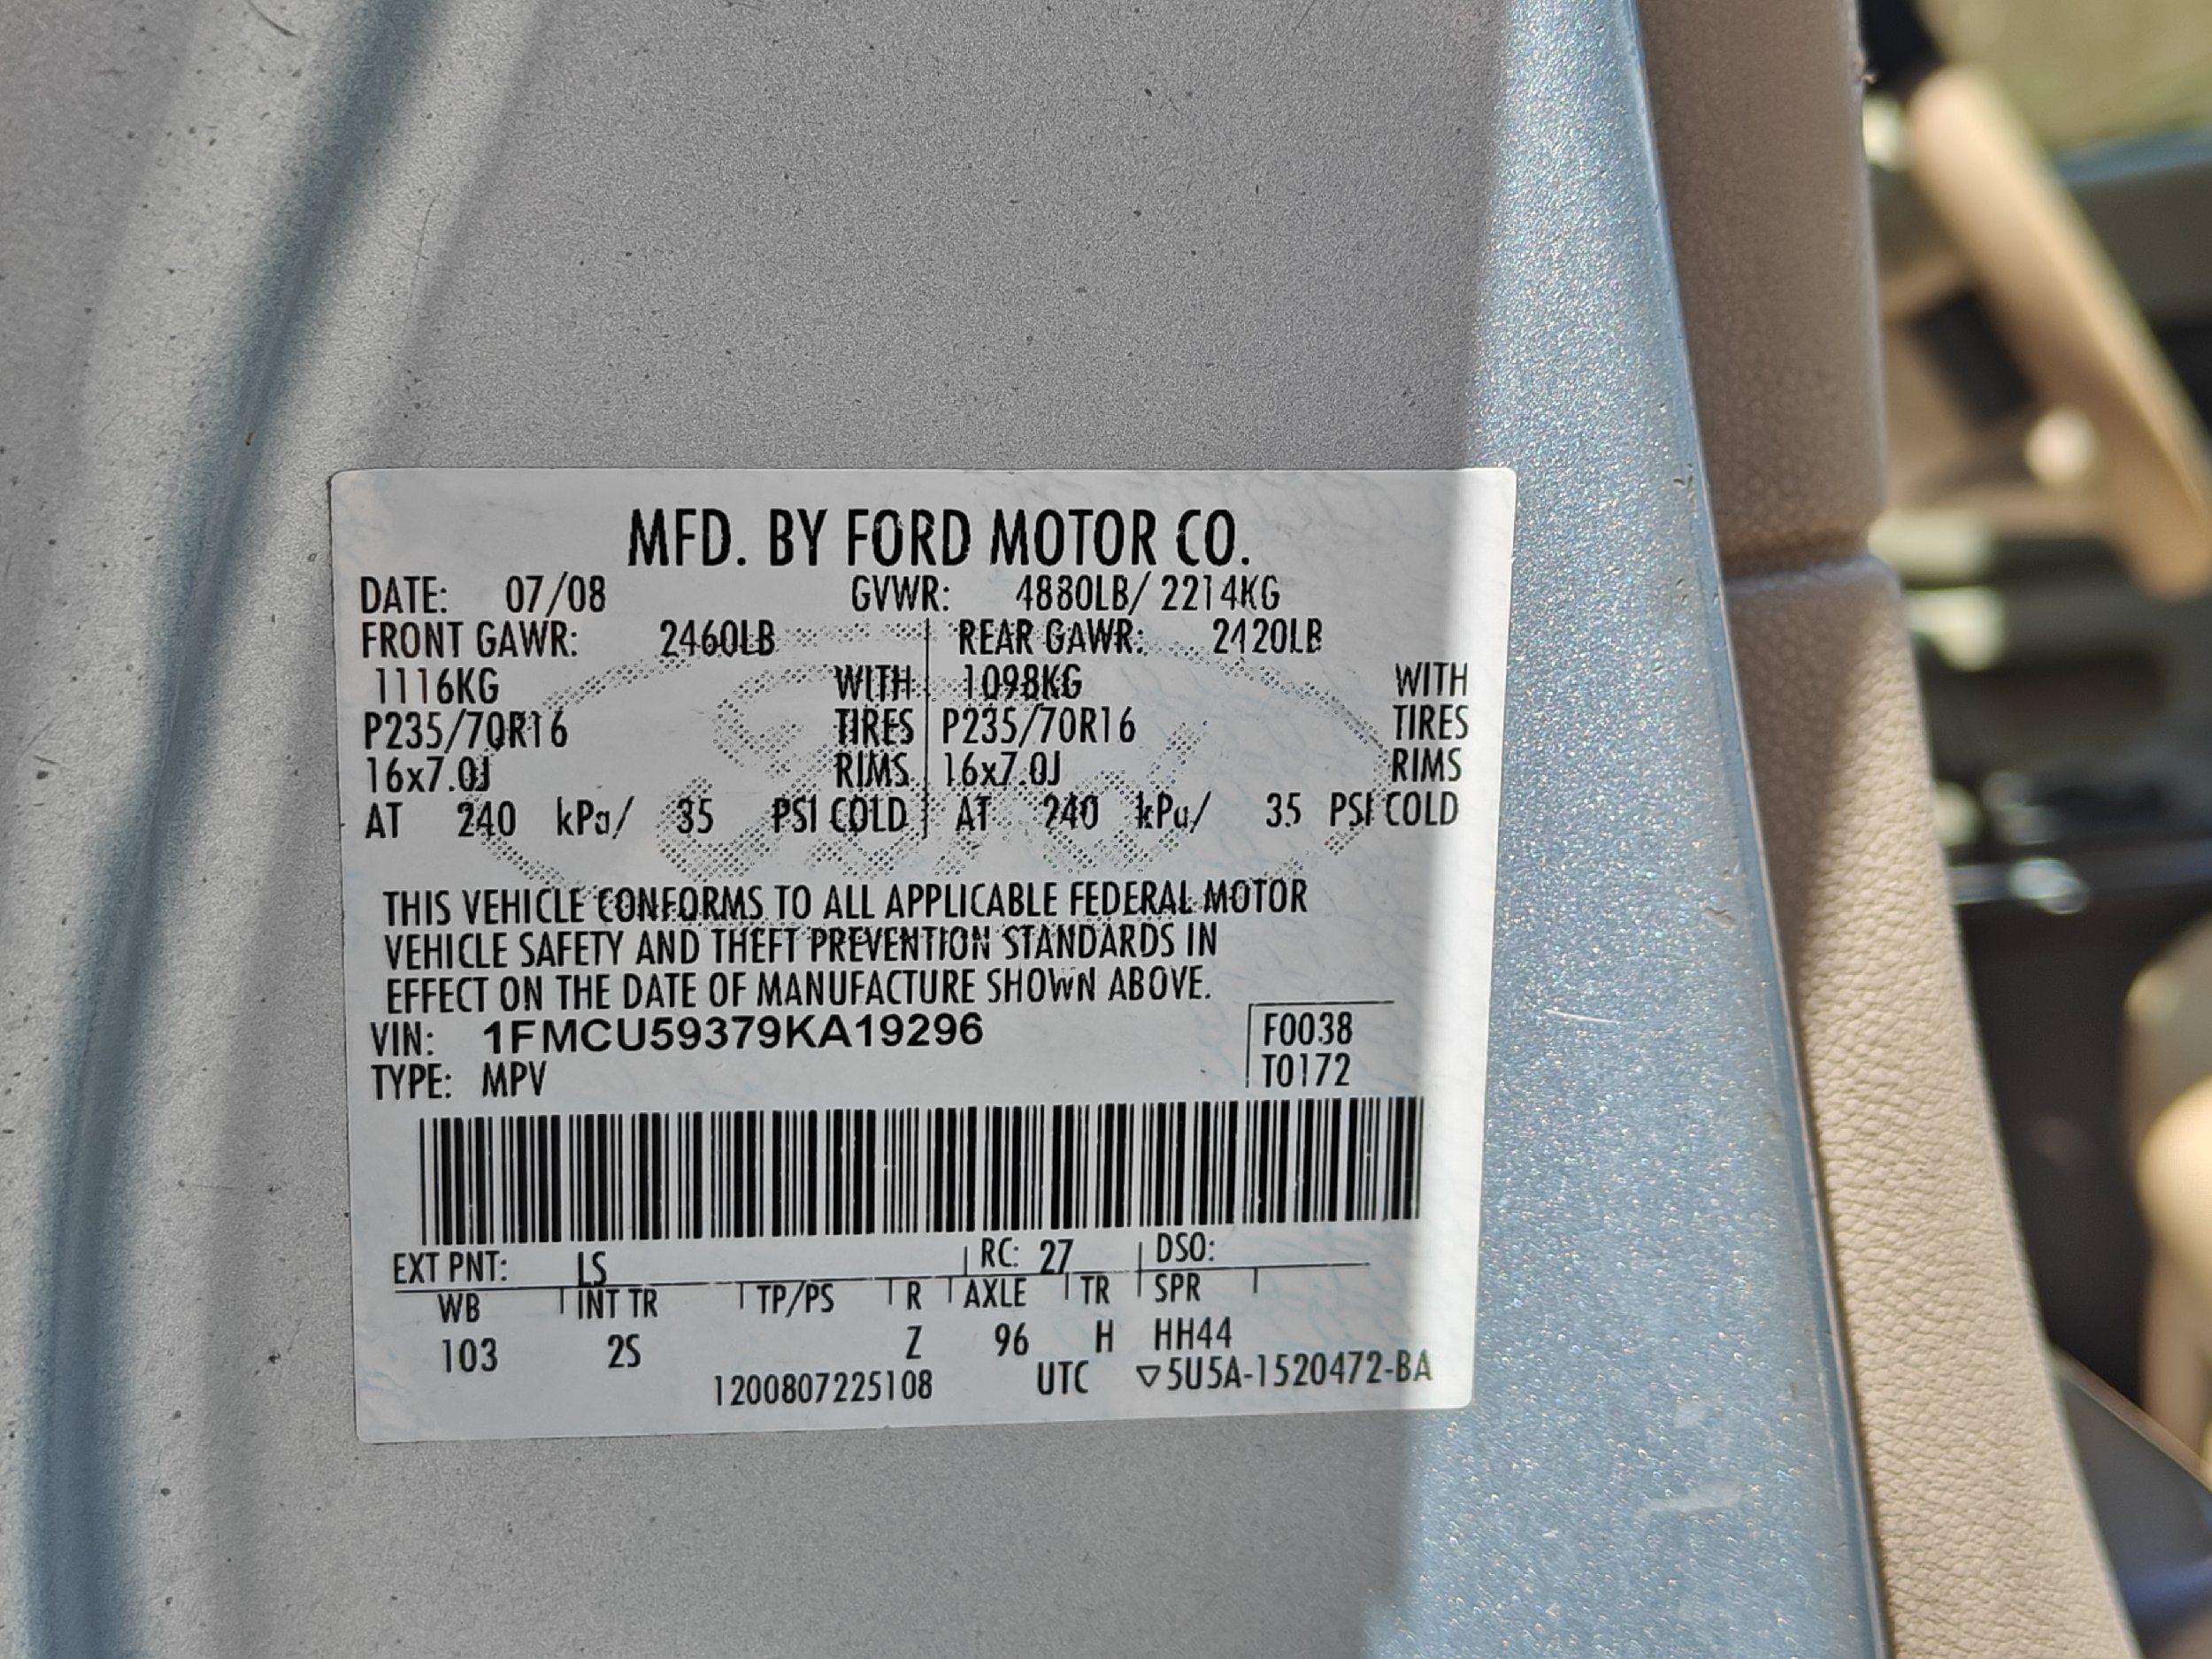 MFD. BY FORD MOTOR CO.
DATE: 07/08 GVWR: 4880LB/ 2214KG
FRONT GAWR: 2460LB REAR GAWR: 2420LB
1116KG WITH 1098KG WITH
P235/70R16 TIRES P235/70R16 TIRES
16x7.0J RIMS 16x7.0J RIMS
AT 240 kPa/ 35 PSI COLD AT 240 kPa/ 35 PSI COLD
THIS VEHICLE CONFORMS TO ALL APPLICABLE FEDERAL MOTOR
VEHICLE SAFETY AND THEFT PREVENTION STANDARDS IN
EFFECT ON THE DATE OF MANUFACTURE SHOWN ABOVE.
VIN: 1FMCU59379KA19296 F0038
TYPE: MPV T0172
EXT PNT: LS RC: 27 DSO:
WB INT TR TP/PS R AXLE TR SPR
103 2S Z 96 H HH44
1200807225108 UTC ▽5U5A-1520472-BA